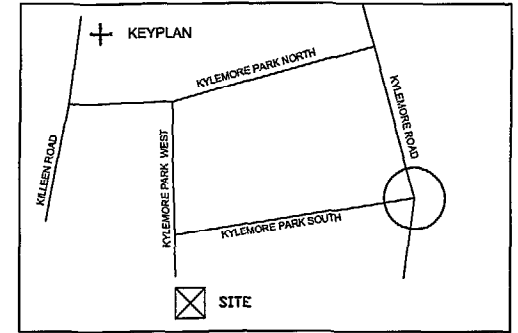 KEYPLAN
KYLEMORE PARK NORTH
KYLEMORE ROAD
KILLEEN ROAD
KYLEMORE PARK WEST
KYLEMORE PARK SOUTH
SITE